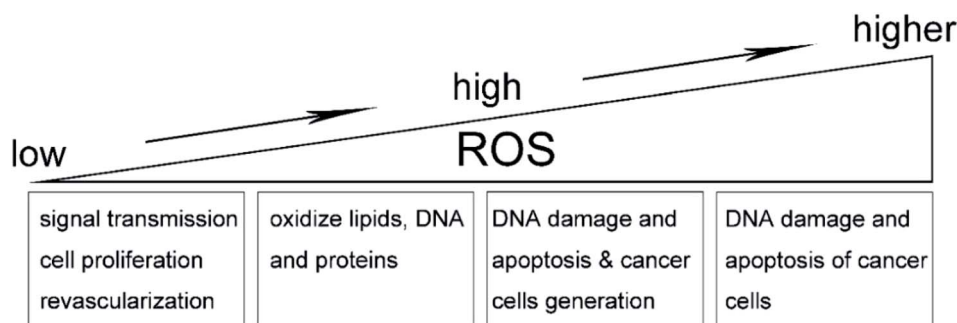 higher
high
low
ROS
signal transmission
cell proliferation
revascularization
oxidize lipids, DNA
and proteins
DNA damage and
apoptosis & cancer
cells generation
DNA damage and
apoptosis of cancer
cells